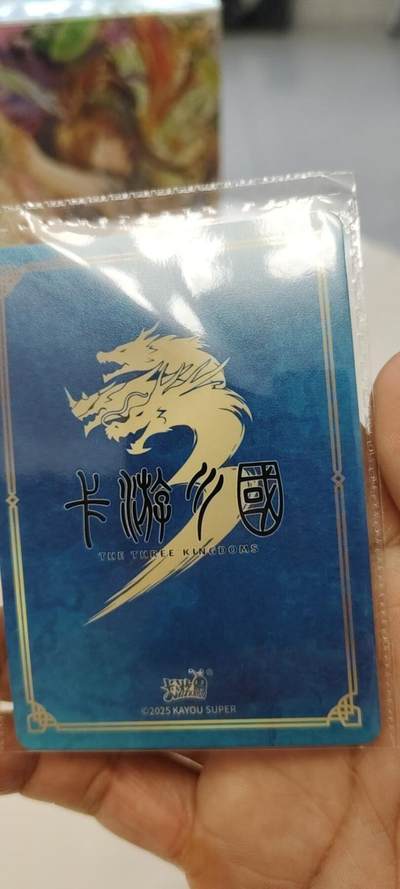 卡游三國
THE THREE KINGDOMS
©2025 KAYOU SUPER